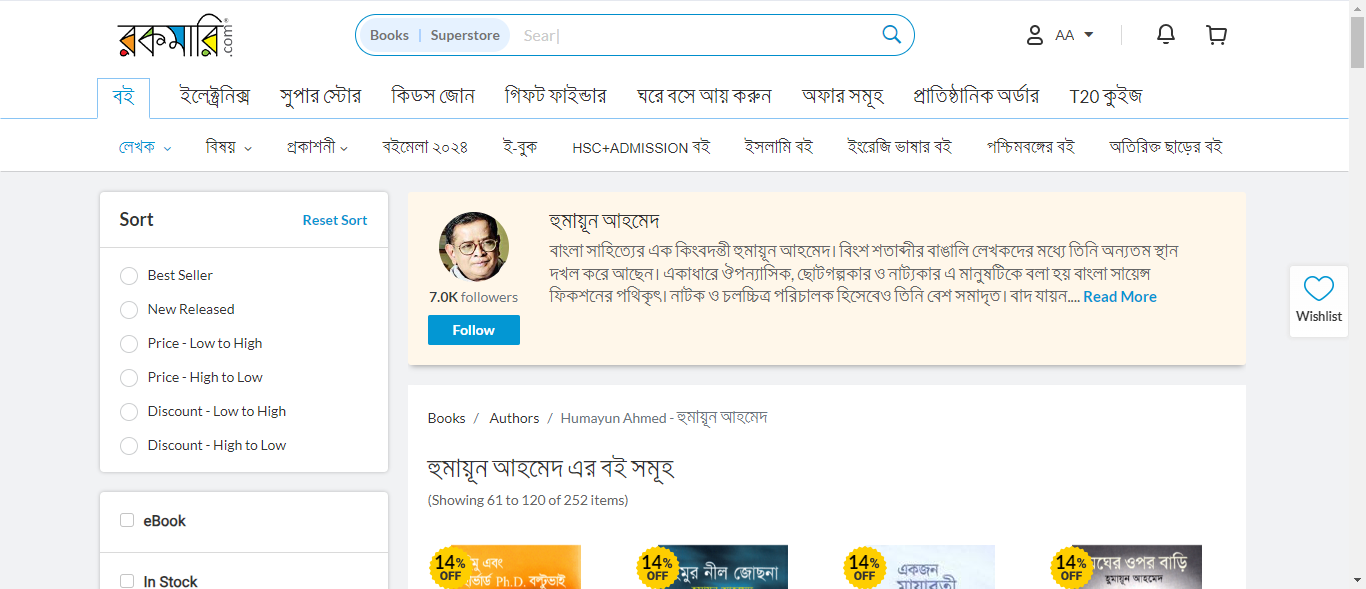 রকমারি.com
Books | Superstore Sear
AA
বই ইলেক্ট্রনিক্স সুপার স্টোর কিডস জোন গিফট ফাইন্ডার ঘরে বসে আয় করুন অফার সমূহ প্রাতিষ্ঠানিক অর্ডার T20 কুইজ
লেখক বিষয় প্রকাশনী বইমেলা ২০২৪ ই-বুক HSC+ADMISSION বই ইসলামি বই ইংরেজি ভাষার বই পশ্চিমবঙ্গের বই অতিরিক্ত ছাড়ের বই
Sort Reset Sort
Best Seller
New Released
Price - Low to High
Price - High to Low
Discount - Low to High
Discount - High to Low
eBook
In Stock
7.0K followers
Follow
হুমায়ূন আহমেদ
বাংলা সাহিত্যের এক কিংবদন্তী হুমায়ূন আহমেদ। বিংশ শতাব্দীর বাঙালি লেখকদের মধ্যে তিনি অন্যতম স্থান
দখল করে আছেন। একাধারে ঔপন্যাসিক, ছোটগল্পকার ও নাট্যকার এ মানুষটিকে বলা হয় বাংলা সায়েন্স
ফিকশনের পথিকৃৎ। নাটক ও চলচ্চিত্র পরিচালক হিসেবেও তিনি বেশ সমাদৃত। বাদ যায়ন.... Read More
Wishlist
Books / Authors / Humayun Ahmed - হুমায়ূন আহমেদ
হুমায়ূন আহমেদ এর বই সমূহ
(Showing 61 to 120 of 252 items)
14% OFF
এবং
Ph.D. বল্টুভাই
14% OFF
নীল জোছনা
14% OFF
একজন
মায়াবতী
14% OFF
ওপর বাড়ি
হুমায়ূন আহমেদ